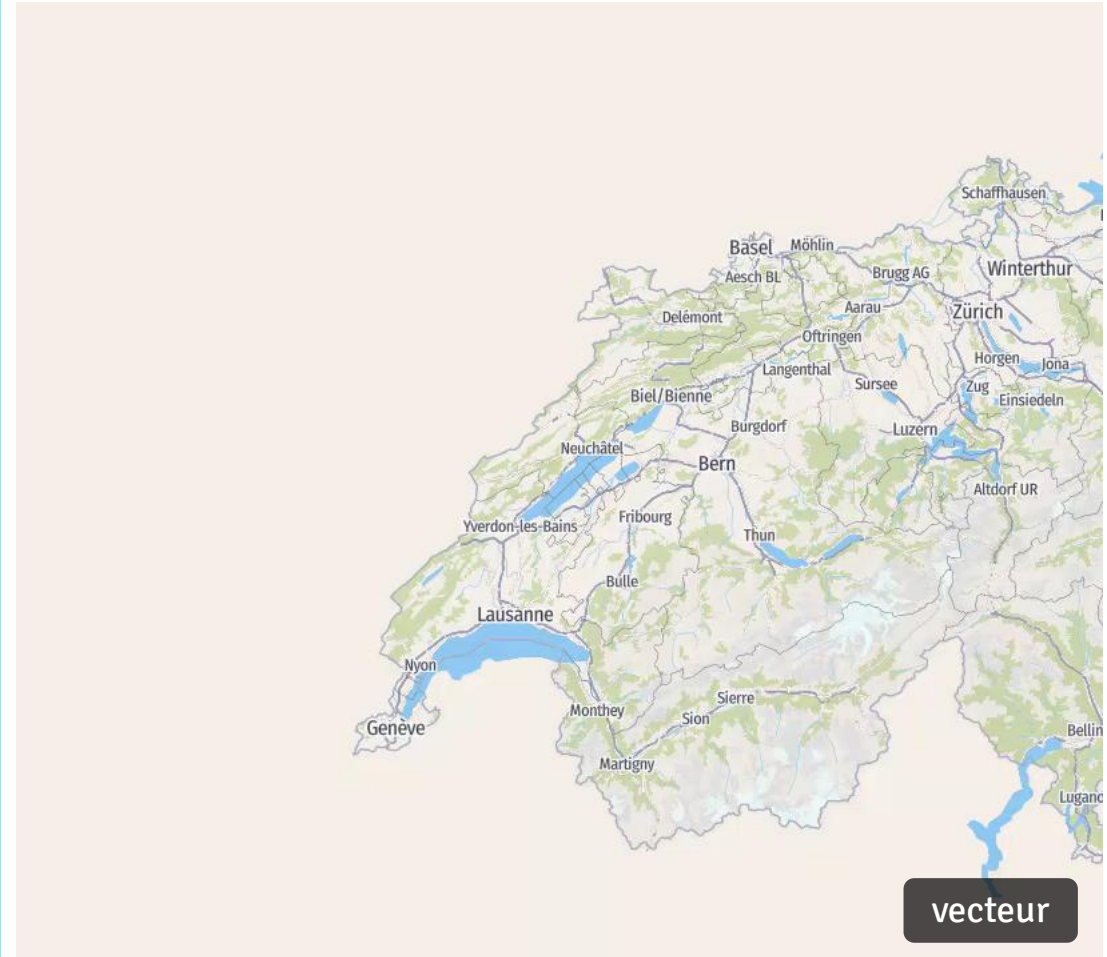 Schaffhausen
Basel
Möhlin
Aesch BL
Brugg AG
Winterthur
Delémont
Aarau
Zürich
Oftringen
Langenthal
Horgen
Jona
Sursee
Zug
Einsiedeln
Biel/Bienne
Burgdorf
Luzern
Neuchâtel
Bern
Altdorf UR
Yverdon-les-Bains
Fribourg
Thun
Bulle
Lausanne
Nyon
Sierre
Monthey
Sion
Genève
Bellin
Martigny
Lugano
vecteur